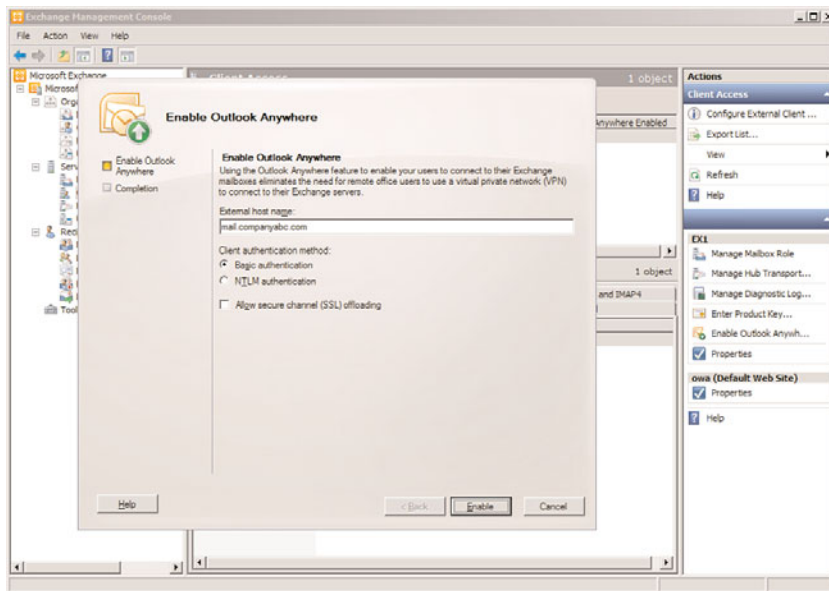 Exchange Management Console
File Action View Help
Microsoft Exchange
Client Access
1 object
Anywhere Enabled
Enable Outlook Anywhere
Enable Outlook Anywhere
Completion
Enable Outlook Anywhere
Using the Outlook Anywhere feature to enable your users to connect to their Exchange
mailboxes eliminates the need for remote office users to use a virtual private network (VPN)
to connect to their Exchange servers.
External host name:
mail.companyabc.com
Client authentication method:
Basic authentication
NTLM authentication
Allow secure channel (SSL) offloading
Help
< Back
Enable
Cancel
1 object
and IMAP4
Actions
Client Access
Configure External Client ...
Export List...
View
Refresh
Help
EX1
Manage Mailbox Role
Manage Hub Transport...
Manage Diagnostic Log...
Enter Product Key...
Enable Outlook Anywh...
Properties
owa (Default Web Site)
Properties
Help